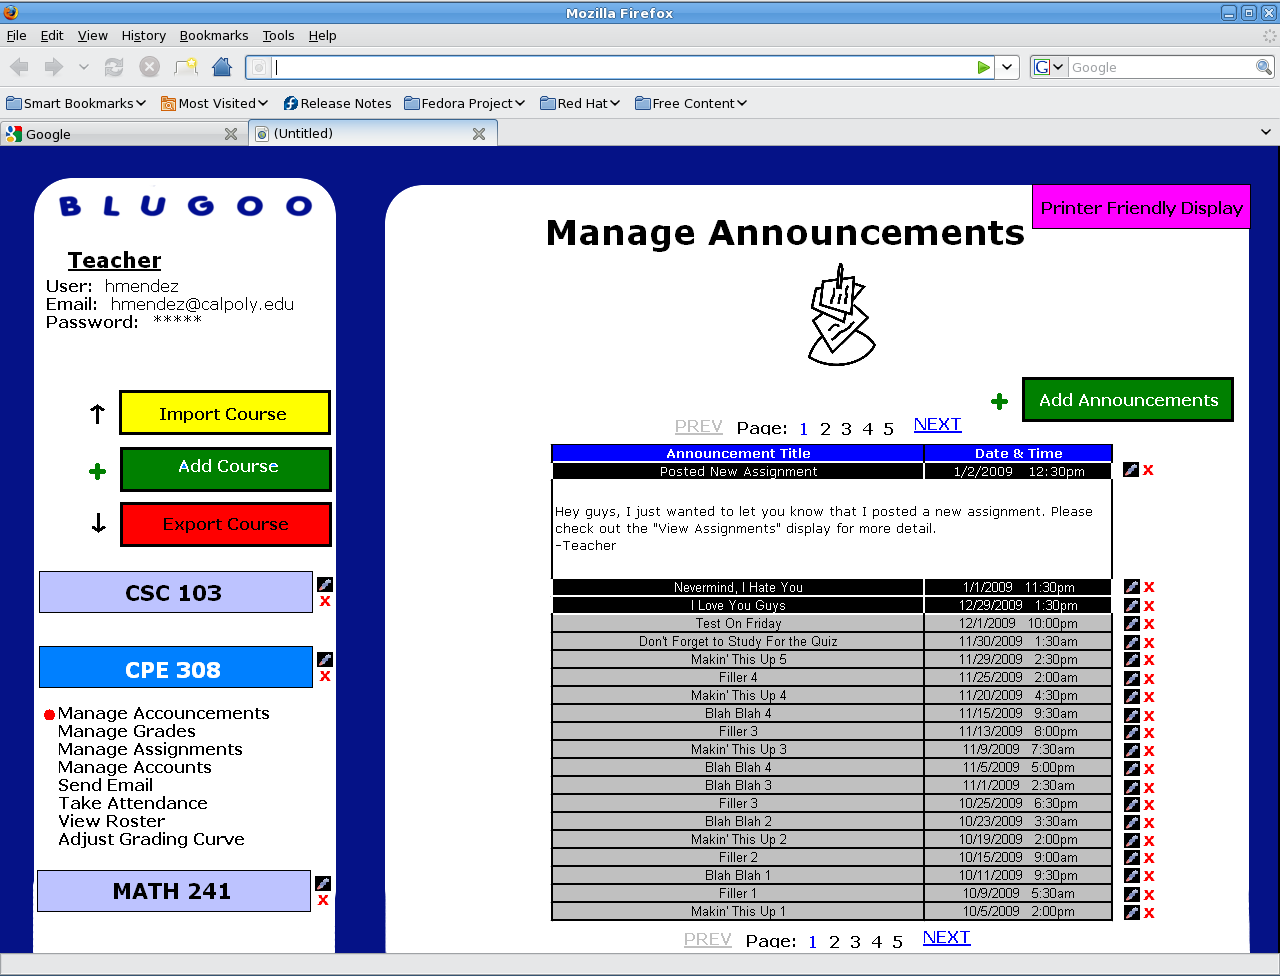 Mozilla Firefox
File Edit View History Bookmarks Tools Help
G Google
Smart Bookmarks Most Visited Release Notes Fedora Project Red Hat Free Content
Google (Untitled)
BLUGOO
Teacher
User: hmendez
Email: hmendez@calpoly.edu
Password: *****
↑ Import Course
+ Add Course
↓ Export Course
CSC 103 X
CPE 308 X
Manage Accouncements
Manage Grades
Manage Assignments
Manage Accounts
Send Email
Take Attendance
View Roster
Adjust Grading Curve
MATH 241 X
Printer Friendly Display
Manage Announcements
+ Add Announcements
PREV Page: 1 2 3 4 5 NEXT
Announcement Title Date & Time
Posted New Assignment 1/2/2009 12:30pm X
Hey guys, I just wanted to let you know that I posted a new assignment. Please
check out the "View Assignments" display for more detail.
-Teacher
Nevermind, I Hate You 1/1/2009 11:30pm X
I Love You Guys 12/29/2009 1:30pm X
Test On Friday 12/1/2009 10:00pm X
Don't Forget to Study For the Quiz 11/30/2009 1:30am X
Makin' This Up 5 11/29/2009 2:30pm X
Filler 4 11/25/2009 2:00am X
Makin' This Up 4 11/20/2009 4:30pm X
Blah Blah 4 11/15/2009 9:30am X
Filler 3 11/13/2009 8:00pm X
Makin' This Up 3 11/9/2009 7:30am X
Blah Blah 4 11/5/2009 5:00pm X
Blah Blah 3 11/1/2009 2:30am X
Filler 3 10/25/2009 6:30pm X
Blah Blah 2 10/23/2009 3:30am X
Makin' This Up 2 10/19/2009 2:00pm X
Filler 2 10/15/2009 9:00am X
Blah Blah 1 10/11/2009 9:30pm X
Filler 1 10/9/2009 5:30am X
Makin' This Up 1 10/5/2009 2:00pm X
PREV Page: 1 2 3 4 5 NEXT